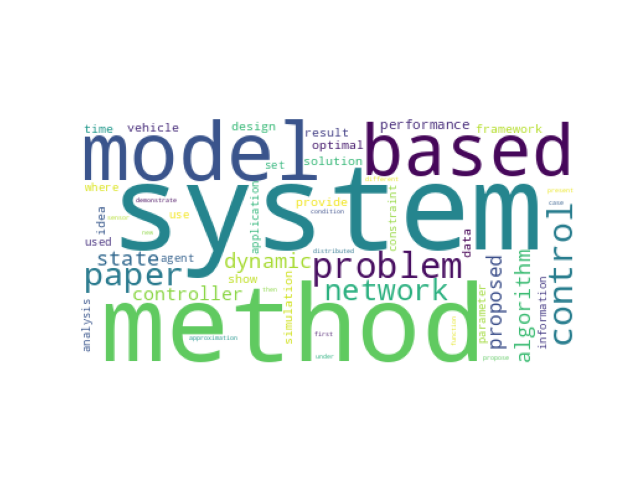 time
vehicle
design
result
performance
framework
model
optimal
based
set
solution
where
system
demonstrate
provide
present
sensor
idea
use
application
condition
constraint
case
used
new
data
control
state
agent
dynamic
distributed
problem
proposed
algorithm
information
paper
show
then
network
controller
simulation
parameter
analysis
method
approximation
first
function
under
propose